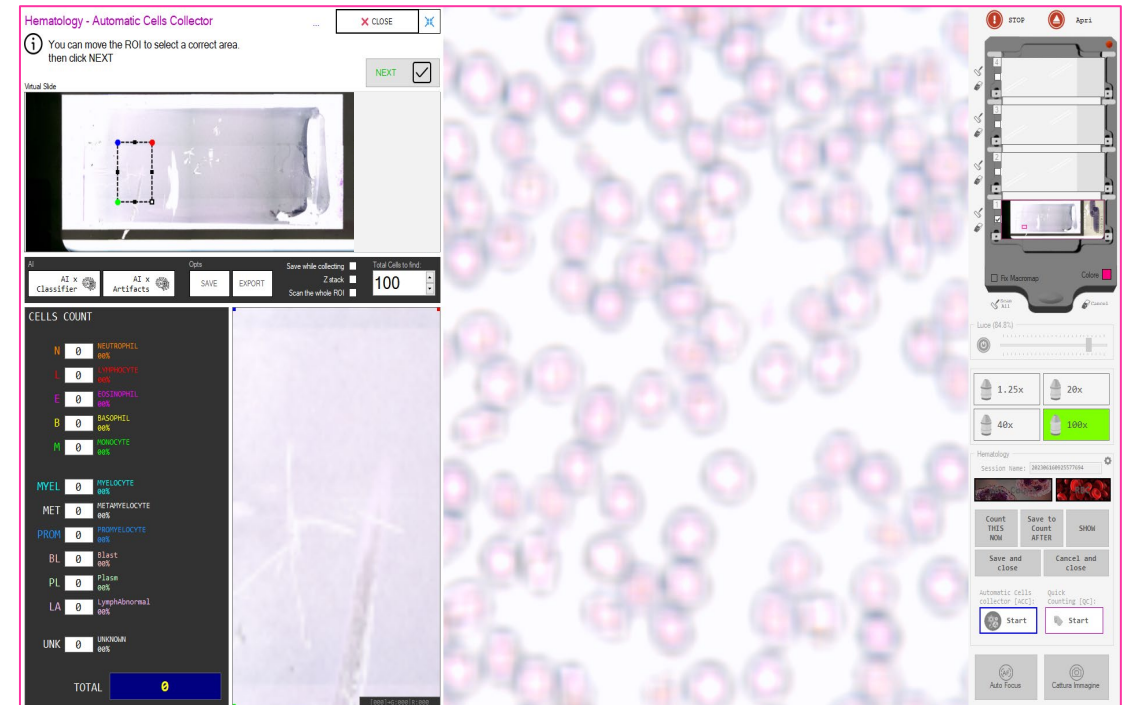 Hematology - Automatic Cells Collector
...
CLOSE
You can move the ROI to select a correct area.
then click NEXT
NEXT
Virtual Slide
AI
AI x
Classifier
AI x
Artifacts
Opts
SAVE
EXPORT
Save while collecting
Z stack
Scan the whole ROI
Total Cells to find:
100
CELLS COUNT
N 0 NEUTROPHIL
00%
L 0 LYMPHOCYTE
00%
E 0 EOSINOPHIL
00%
B 0 BASOPHIL
00%
M 0 MONOCYTE
00%
MYEL 0 MYELOCYTE
00%
MET 0 METAMYELOCYTE
00%
PROM 0 PROMYELOCYTE
00%
BL 0 Blast
00%
PL 0 Plasm
00%
LA 0 LymphAbnormal
00%
UNK 0 UNKNOWN
00%
TOTAL 0
STOP
Apri
4
3
2
1
Fix Macromap
Colore
Scan
All
Cancel
Luce (84.8%)
1.25x
20x
40x
100x
Hematology
Session Name:
Count
THIS
NOW
Save to
Count
AFTER
SHOW
Save and
close
Cancel and
close
Automatic Cells
collector [ACC]:
Start
Quick
Counting [QC]:
Start
Auto Focus
Cattura Immagine